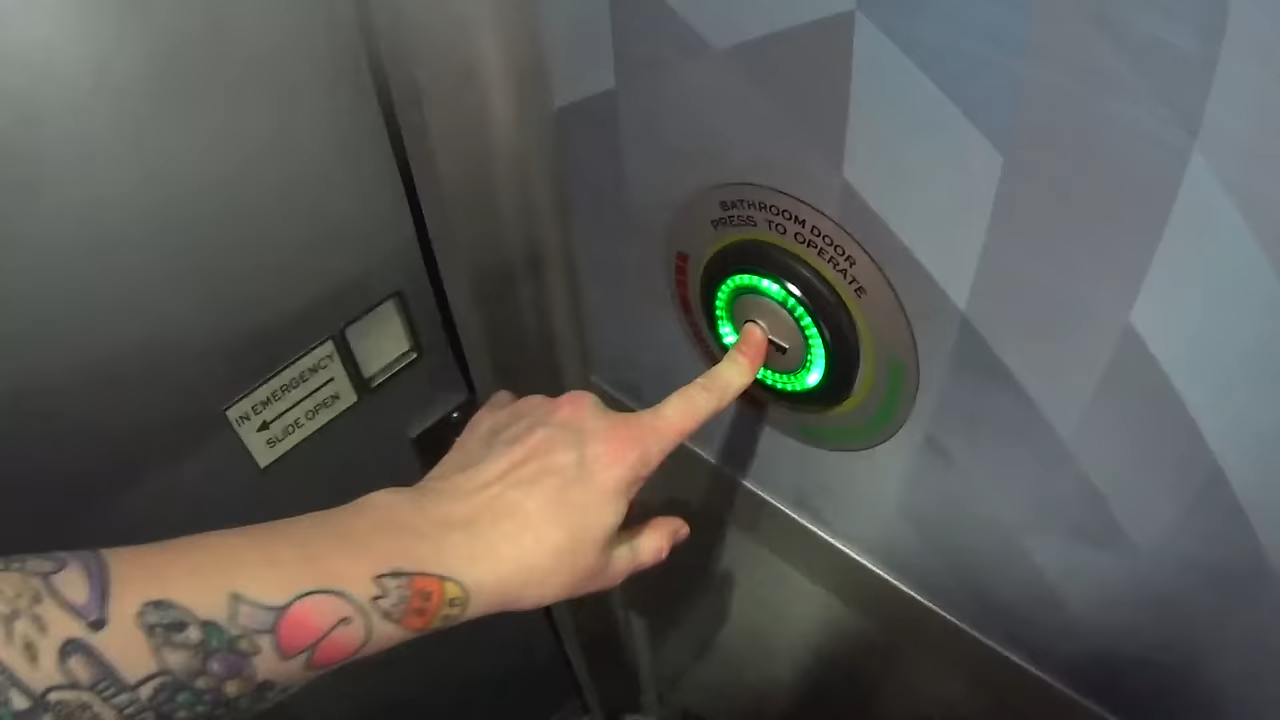 BATHROOM DOOR
PRESS TO OPERATE
IN EMERGENCY
SLIDE OPEN